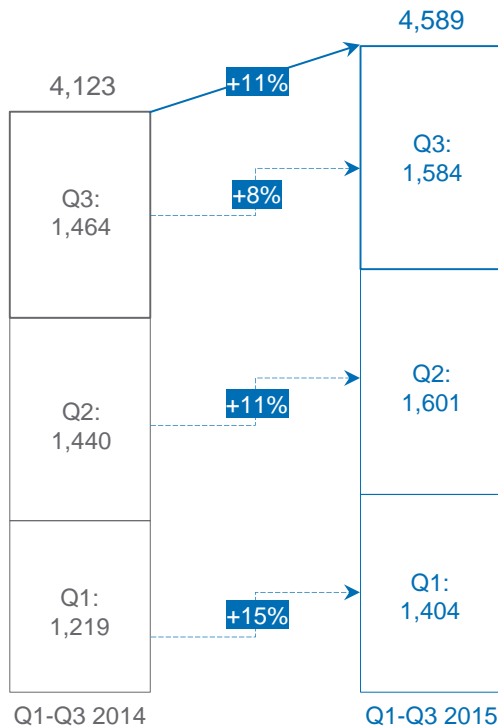 4,589
4,123
+11%
Q3:
1,464
+8%
Q3:
1,584
Q2:
1,440
+11%
Q2:
1,601
Q1:
1,219
+15%
Q1:
1,404
Q1-Q3 2014
Q1-Q3 2015